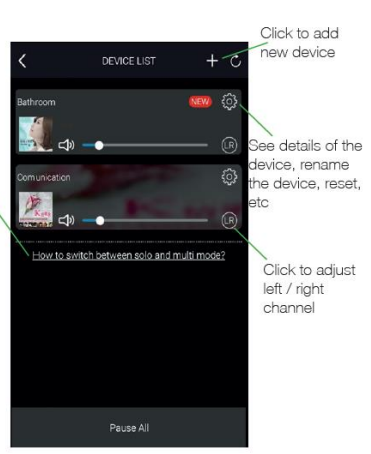 Click to add
new device
DEVICE LIST
Bathroom
NEW
LR
See details of the
device, rename
the device, reset,
etc
Comunication
LR
Click to adjust
left / right
channel
How to switch between solo and multi mode?
Pause All